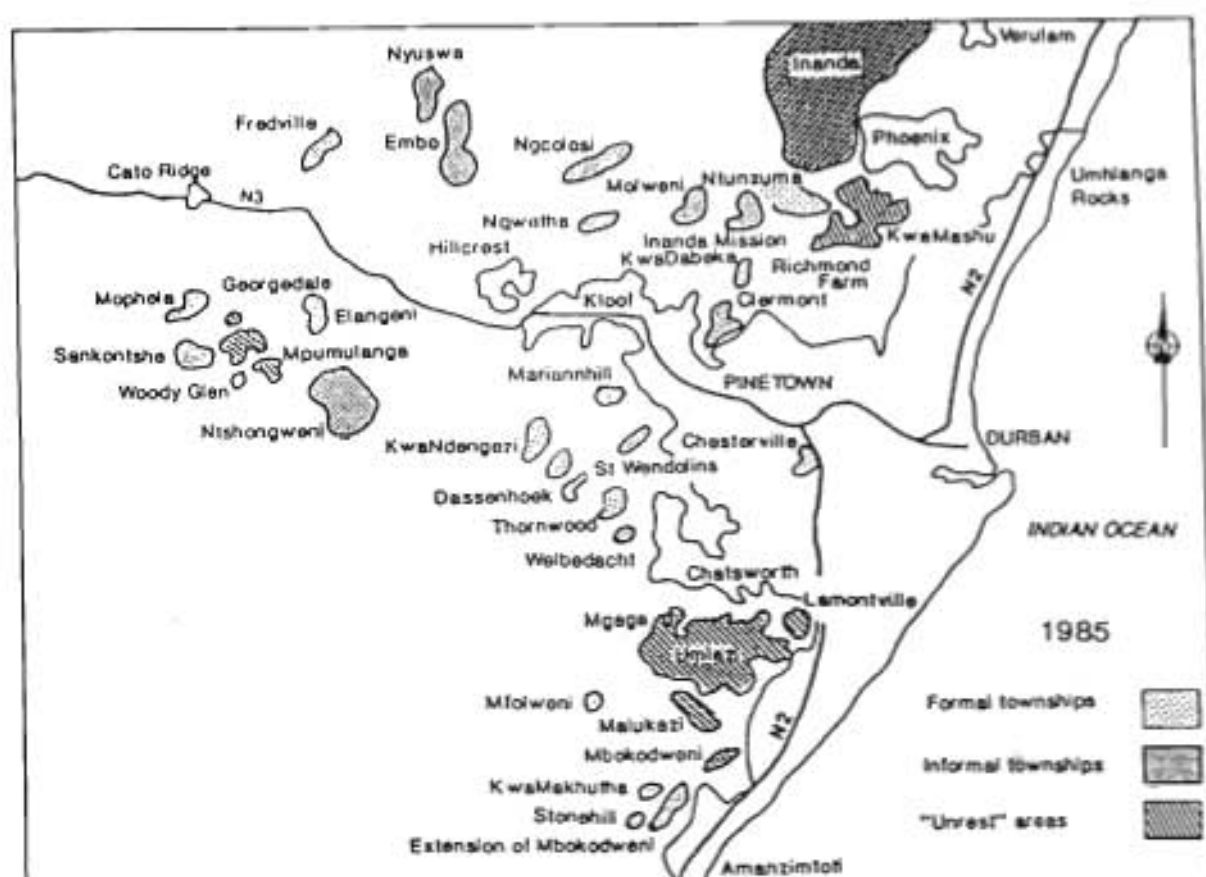 Verulam
Nyuswa
Inanda
Fredville
Embo
Ngcolosi
Phoenix
Cato Ridge
N3
Molweni
Ntunzuma
Umhlanga
Rocks
Ngwatha
Inanda Mission
KwaMashu
Hillcrest
KwaDabeka
Richmond
Farm
N2
Georgedale
Mophela
Elangeni
Kloof
Clermont
Sankontshe
Mpumulanga
Woody Glen
Mariannhill
PINETOWN
Ntshongweni
KwaNdengezi
Chesterville
DURBAN
St Wendolins
Dassenhoek
Thornwood
INDIAN OCEAN
Welbedacht
Chatsworth
Lamontville
Mgaga
1985
Umlazi
Mfolweni
Formal townships
Malukazi
N2
Mbokodweni
Informal townships
KwaMakhutha
Stonehill
"Unrest" areas
Extension of Mbokodweni
Amanzimtoti